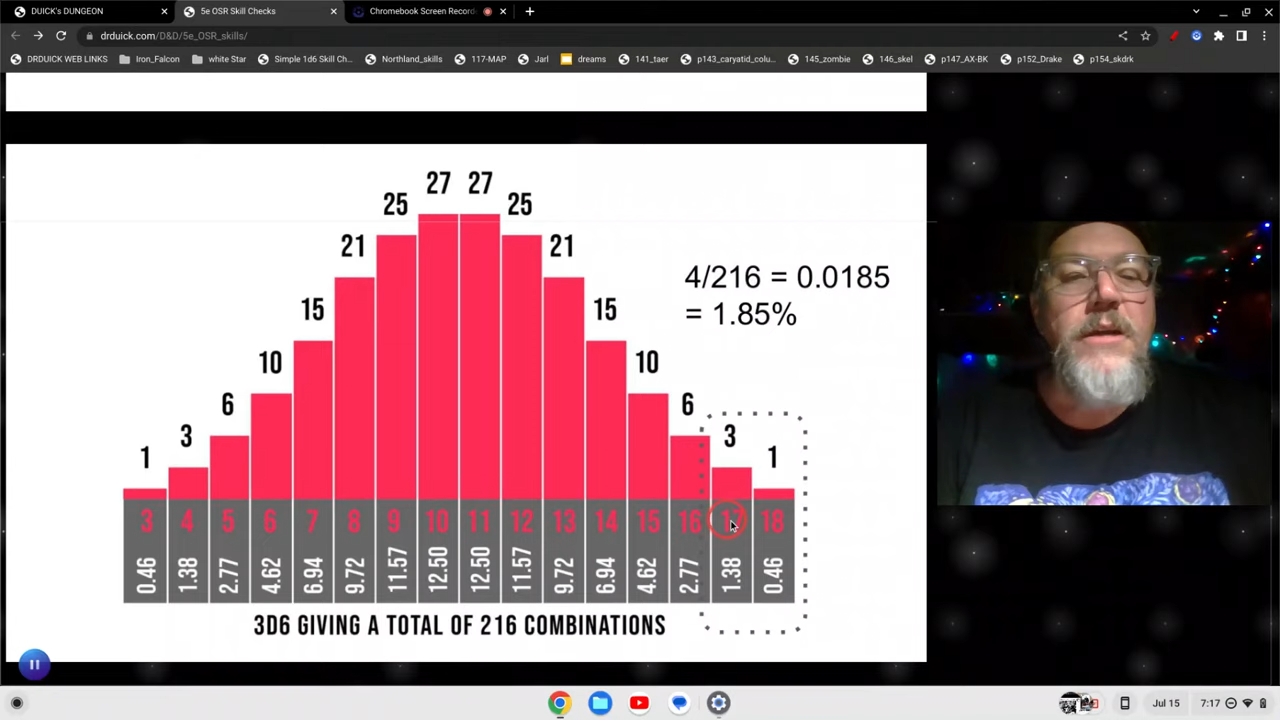 DUICK's DUNGEON
5e OSR Skill Checks
Chromebook Screen Record
drduick.com/D&D/5e_OSR_skills/
DRDUICK WEB LINKS
Iron_Falcon
white Star
Simple 1d6 Skill Ch...
Northland_skills
117-MAP
Jarl
dreams
141_taer
p143_caryatid_colu...
145_zombie
146_skel
p147_AX-BK
p152_Drake
p154_skdrk
27 27
25 25
21 21
15 15
10 10
6 6
3 3
1 1
4/216 = 0.0185
= 1.85%
3 4 5 6 7 8 9 10 11 12 13 14 15 16 17 18
0.46 1.38 2.77 4.62 6.94 9.72 11.57 12.50 12.50 11.57 9.72 6.94 4.62 2.77 1.38 0.46
3D6 GIVING A TOTAL OF 216 COMBINATIONS
Jul 15
7:17